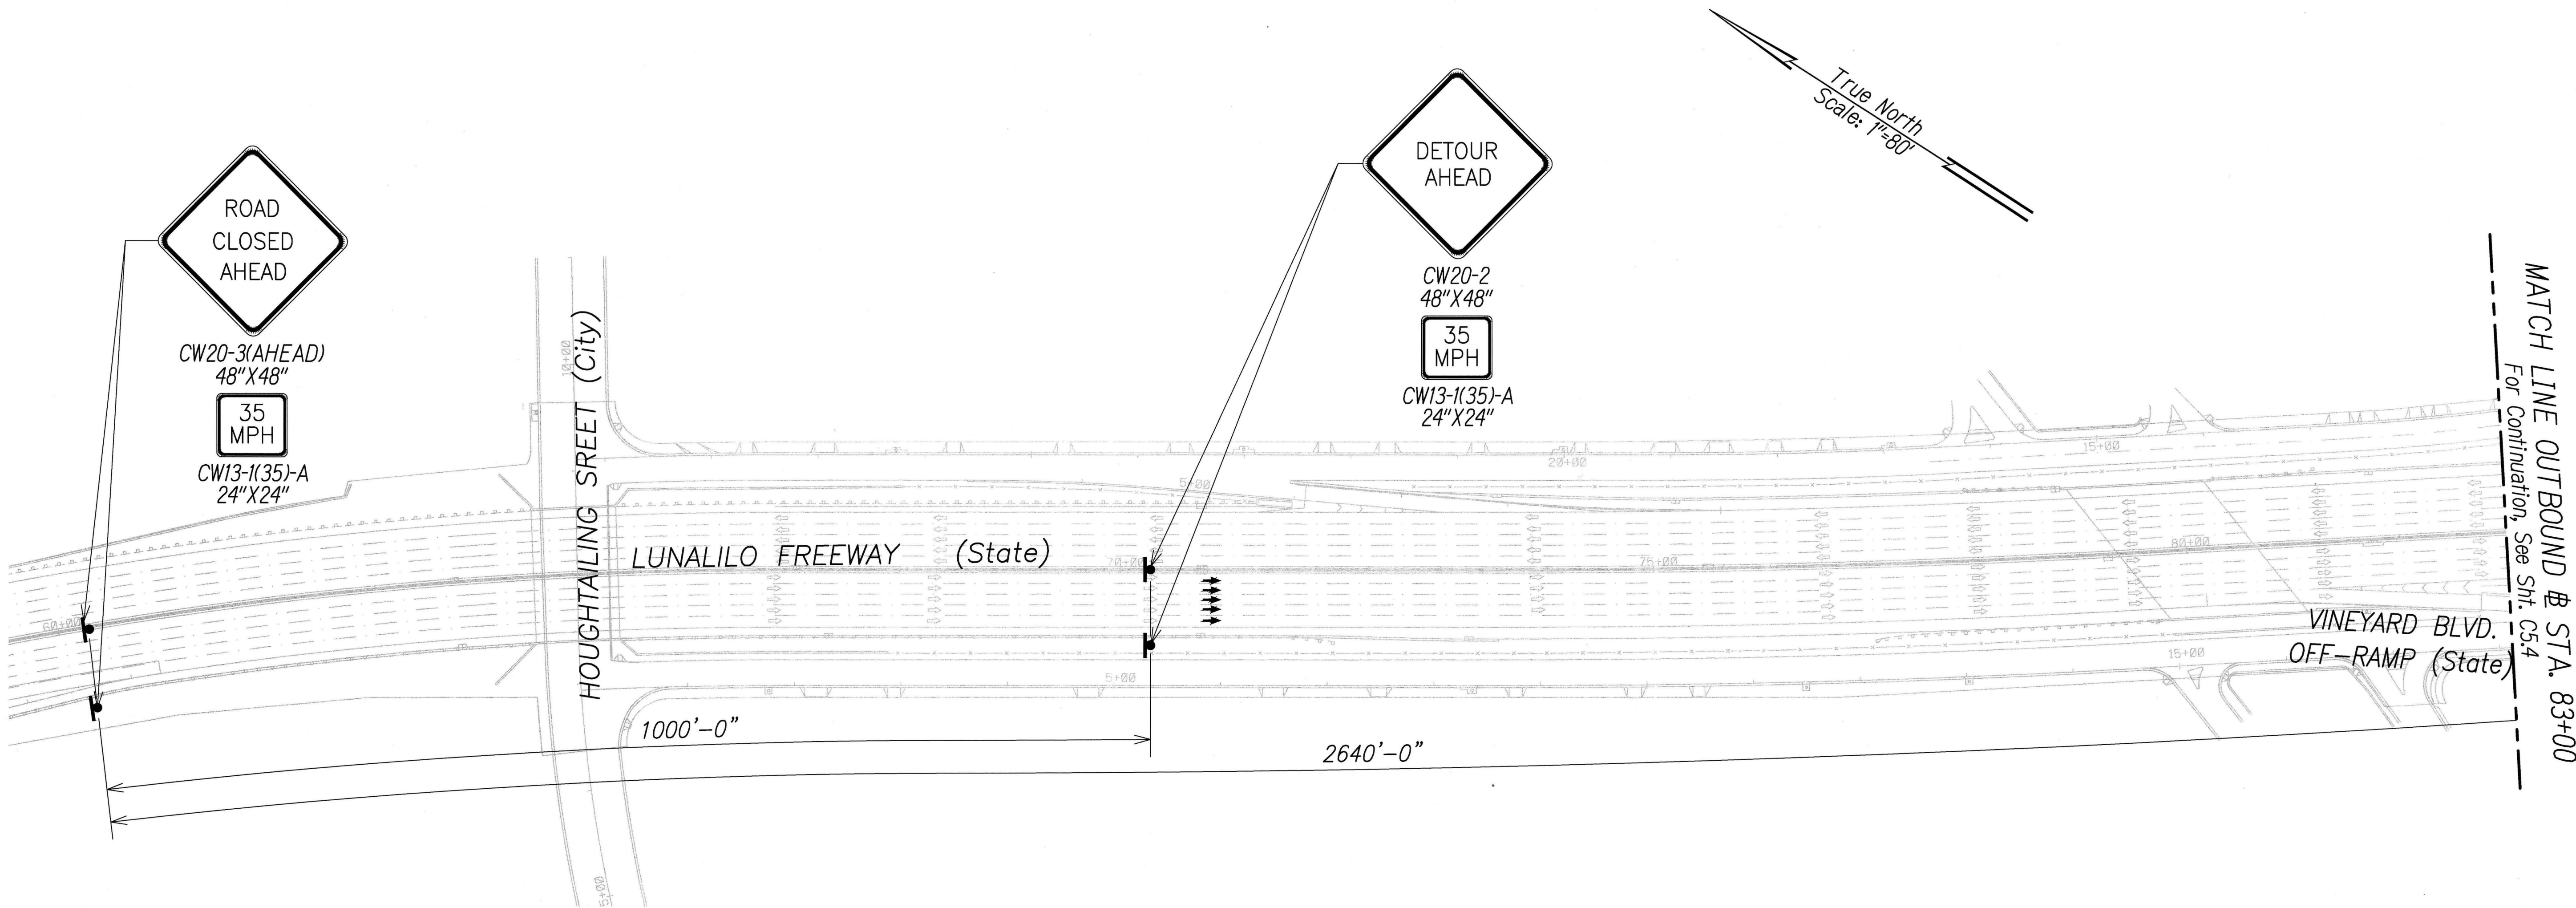 True North
Scale: 1"=80'
ROAD
CLOSED
AHEAD
CW20-3(AHEAD)
48"X48"
35
MPH
CW13-1(35)-A
24"X24"
DETOUR
AHEAD
CW20-2
48"X48"
35
MPH
CW13-1(35)-A
24"X24"
HOUGHTAILING SREET (City)
10+00
LUNALILO FREEWAY (State)
5+00
20+00
15+00
60+00
70+00
75+00
80+00
5+00
15+00
VINEYARD BLVD.
OFF-RAMP (State)
1000'-0"
2640'-0"
5+00
MATCH LINE OUTBOUND B STA. 83+00
For Continuation, See Sht. C5.4